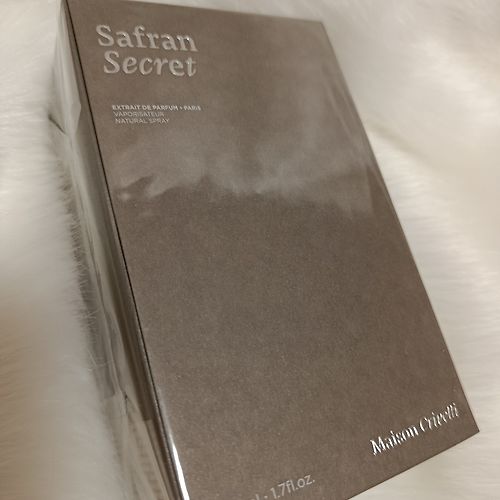 Safran
Secret
EXTRAIT DE PARFUM • PARIS
VAPORISATEUR
NATURAL SPRAY
Maison Crivelli
l · 1.7fl.oz.